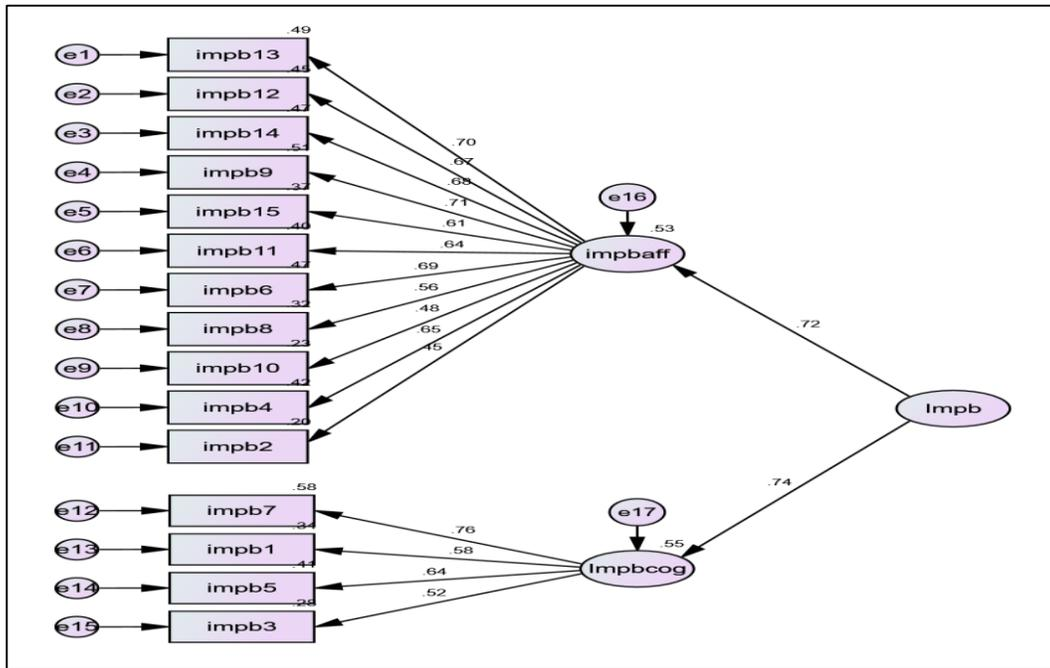 .49
e1 impb13
.45
e2 impb12
.47
e3 impb14
.51
e4 impb9
.37
e5 impb15
.40
e6 impb11
.47
e7 impb6
.32
e8 impb8
.23
e9 impb10
.42
e10 impb4
.20
e11 impb2
.70
.67
.68
.71
.61
.64
.69
.56
.48
.65
.45
e16
.53
impbaff
.72
Impb
.74
.58
e12 impb7
.34
e13 impb1
.41
e14 impb5
.28
e15 impb3
.76
.58
.64
.52
e17
.55
Impbcog